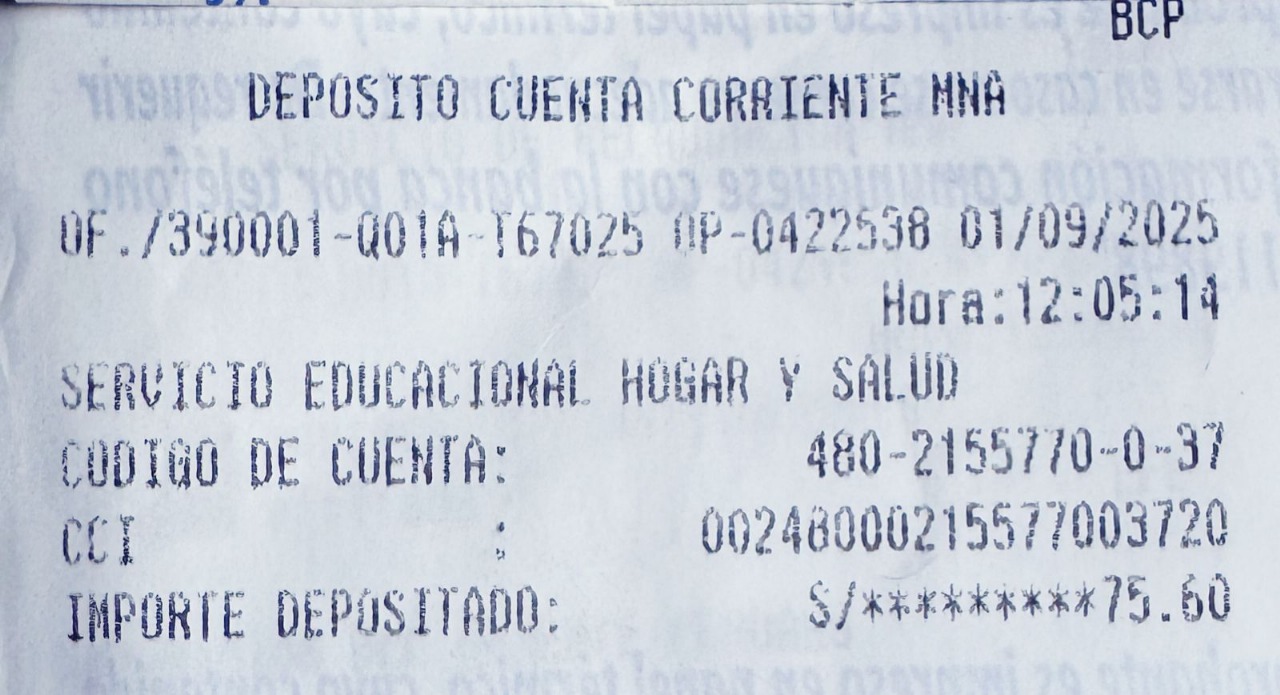 BCP
DEPOSITO CUENTA CORRIENTE MNA
OF./390001-Q01A-T67025 OP-0422538 01/09/2025
Hora:12:05:14
SERVICIO EDUCACIONAL HOGAR Y SALUD
CODIGO DE CUENTA: 480-2155770-0-37
CCI : 00248000215577003720
IMPORTE DEPOSITADO: S/*********75.60